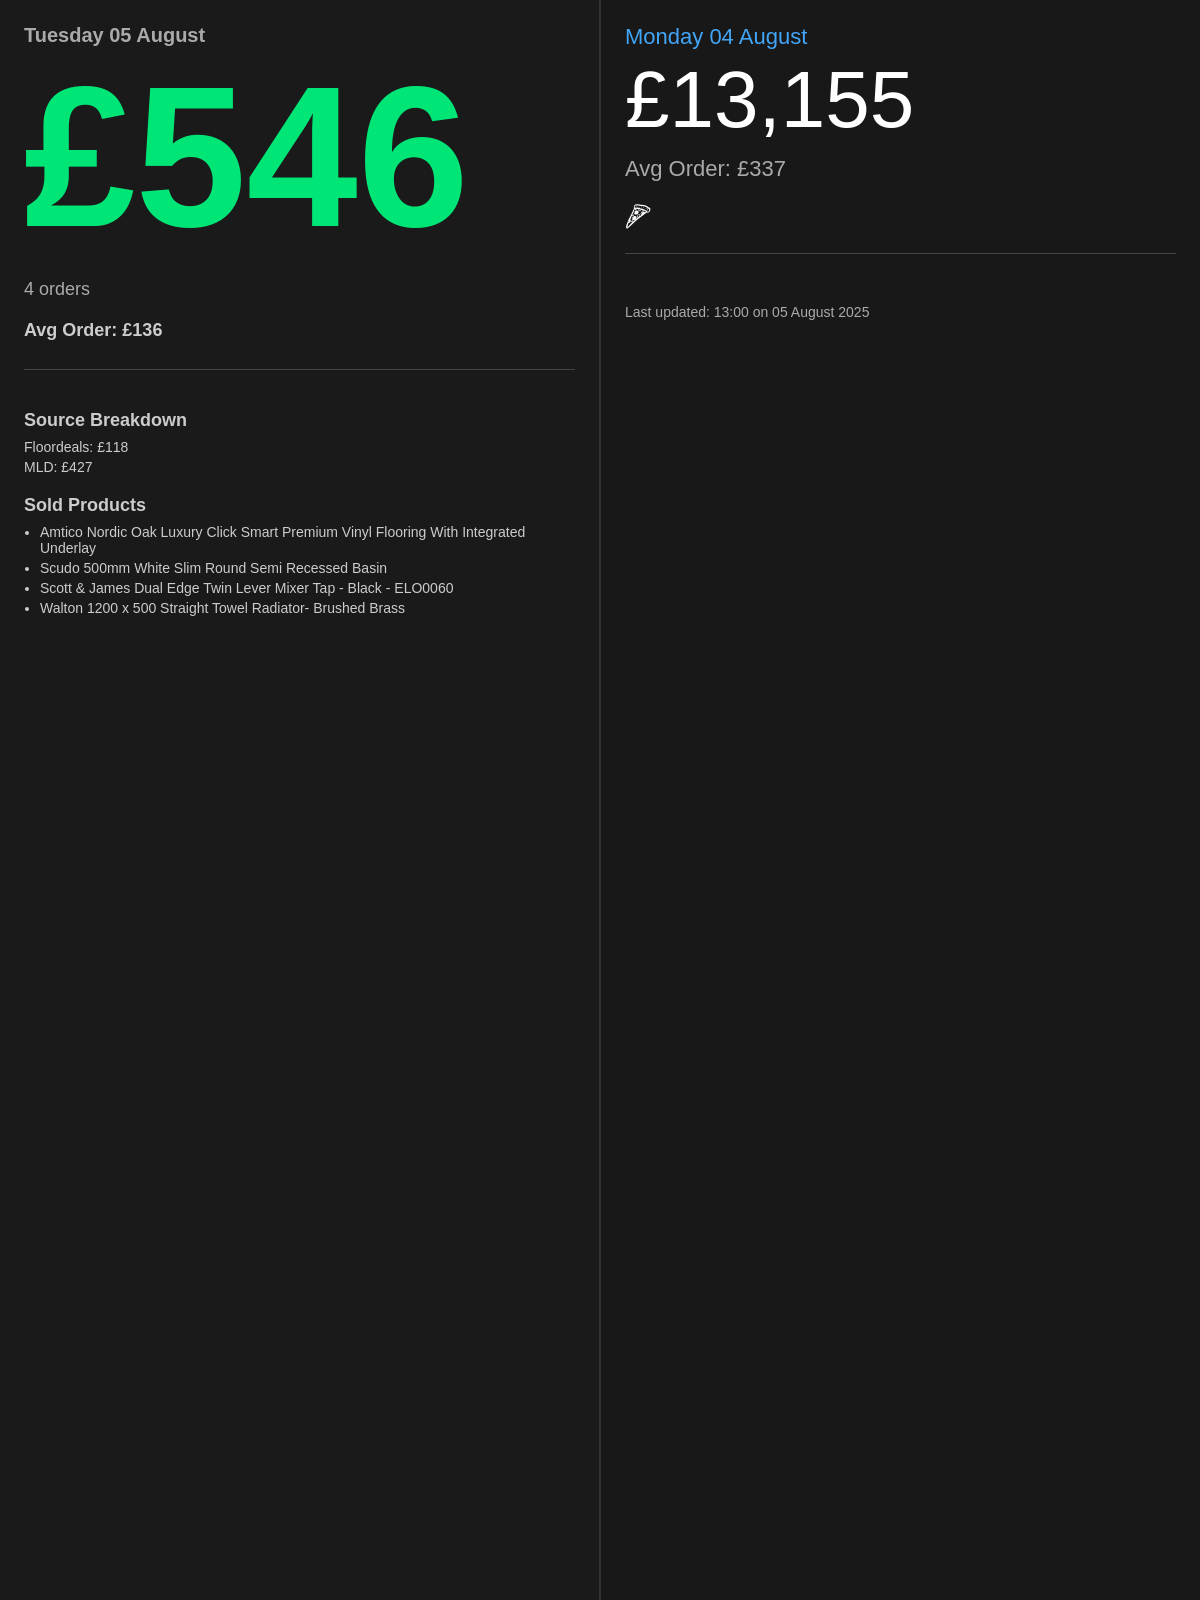 Tuesday 05 August
£546
4 orders
Avg Order: £136
Source Breakdown
Floordeals: £118
MLD: £427
Sold Products
• Amtico Nordic Oak Luxury Click Smart Premium Vinyl Flooring With Integrated
Underlay
• Scudo 500mm White Slim Round Semi Recessed Basin
• Scott & James Dual Edge Twin Lever Mixer Tap - Black - ELO0060
• Walton 1200 x 500 Straight Towel Radiator- Brushed Brass
Monday 04 August
£13,155
Avg Order: £337
🍕
Last updated: 13:00 on 05 August 2025